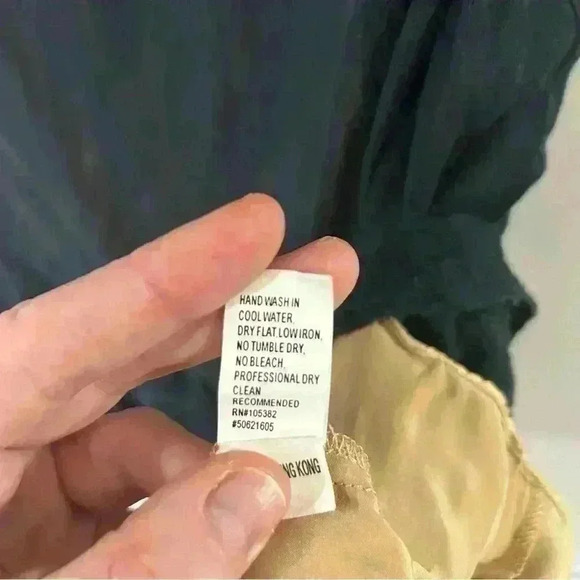 HAND WASH IN
COOL WATER,
DRY FLAT, LOW IRON,
NO TUMBLE DRY,
NO BLEACH,
PROFESSIONAL DRY
CLEAN
RECOMMENDED
RN#105382
#50621605
NG KONG